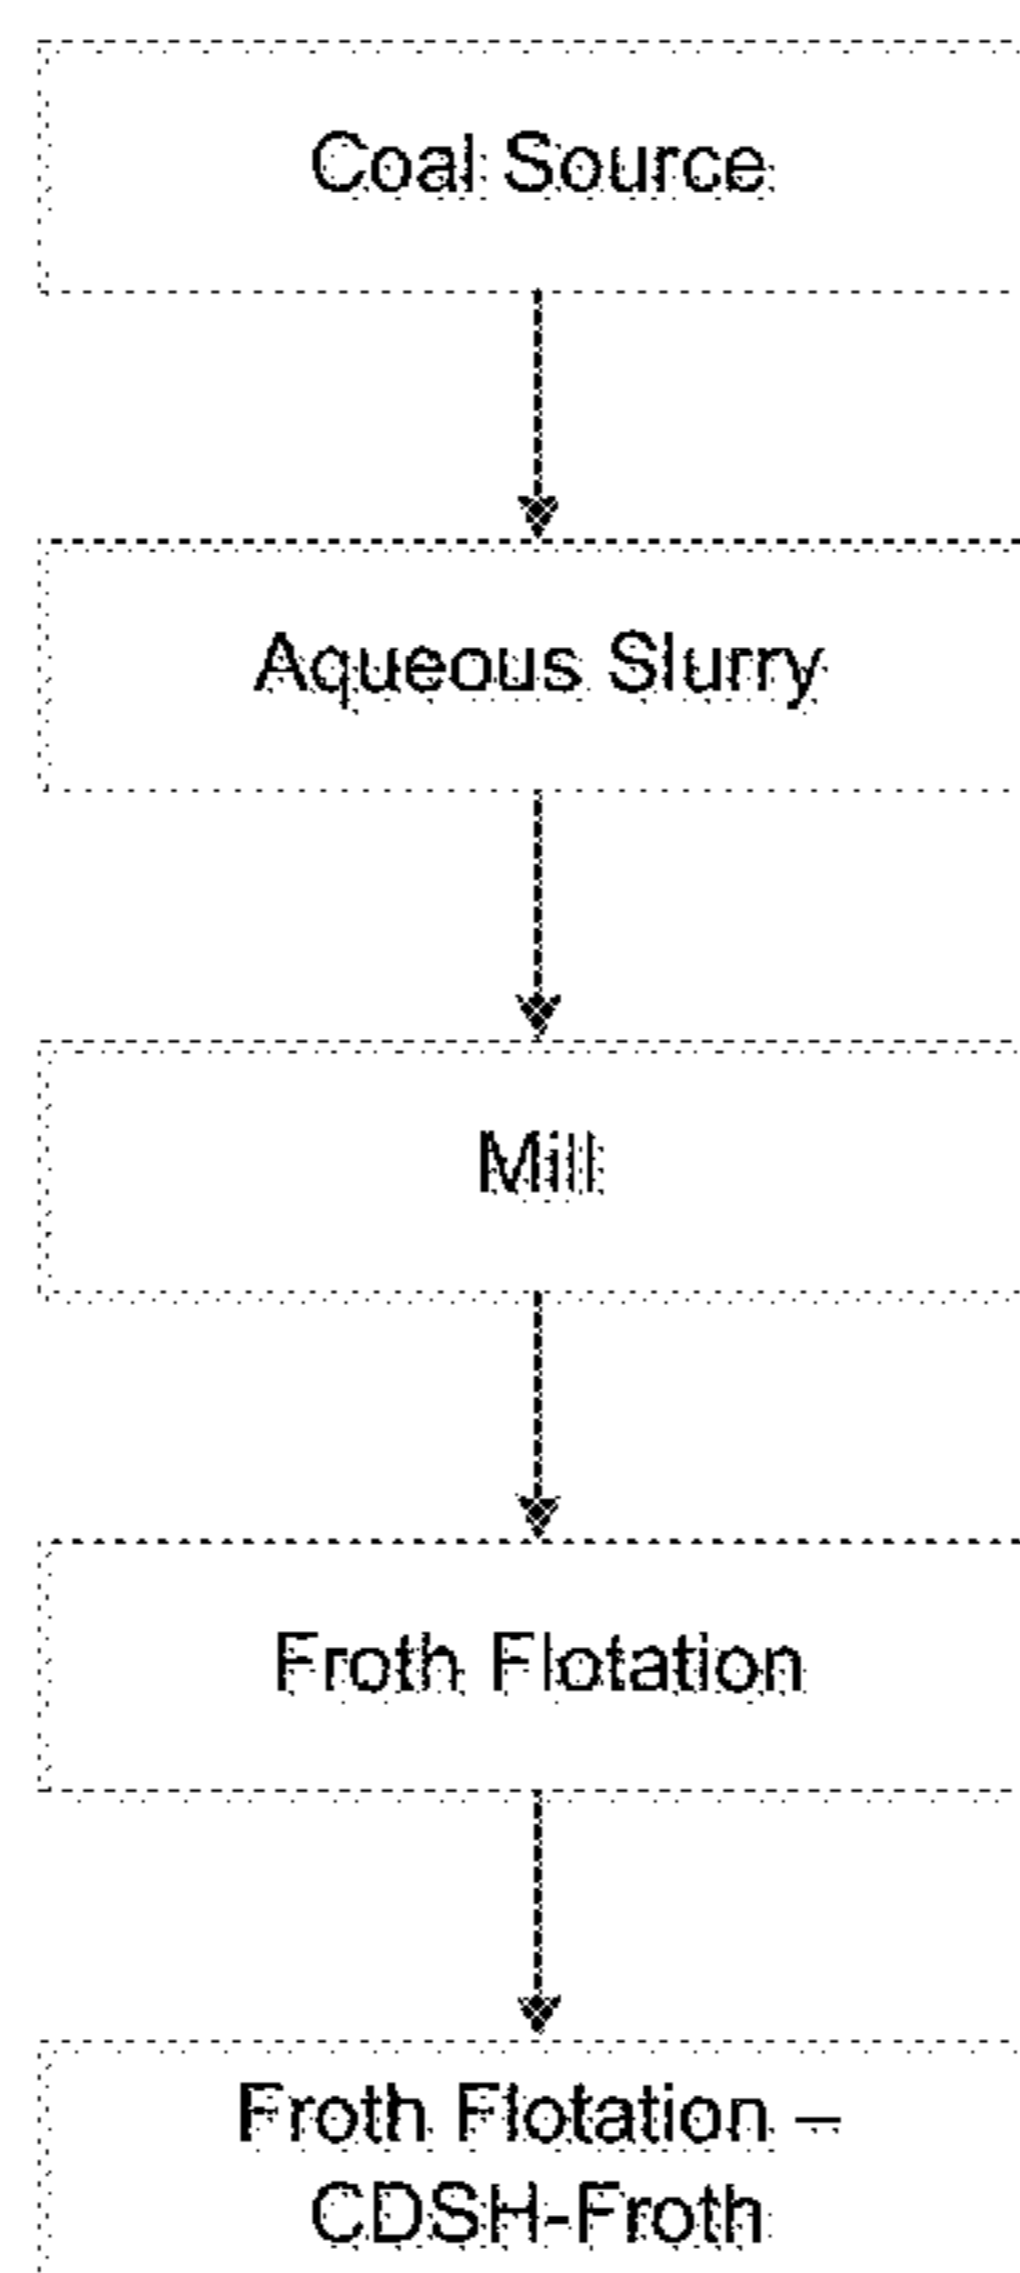 Coal Source
Aqueous Slurry
Mill
Froth Flotation
Froth Flotation –
CDSH-Froth